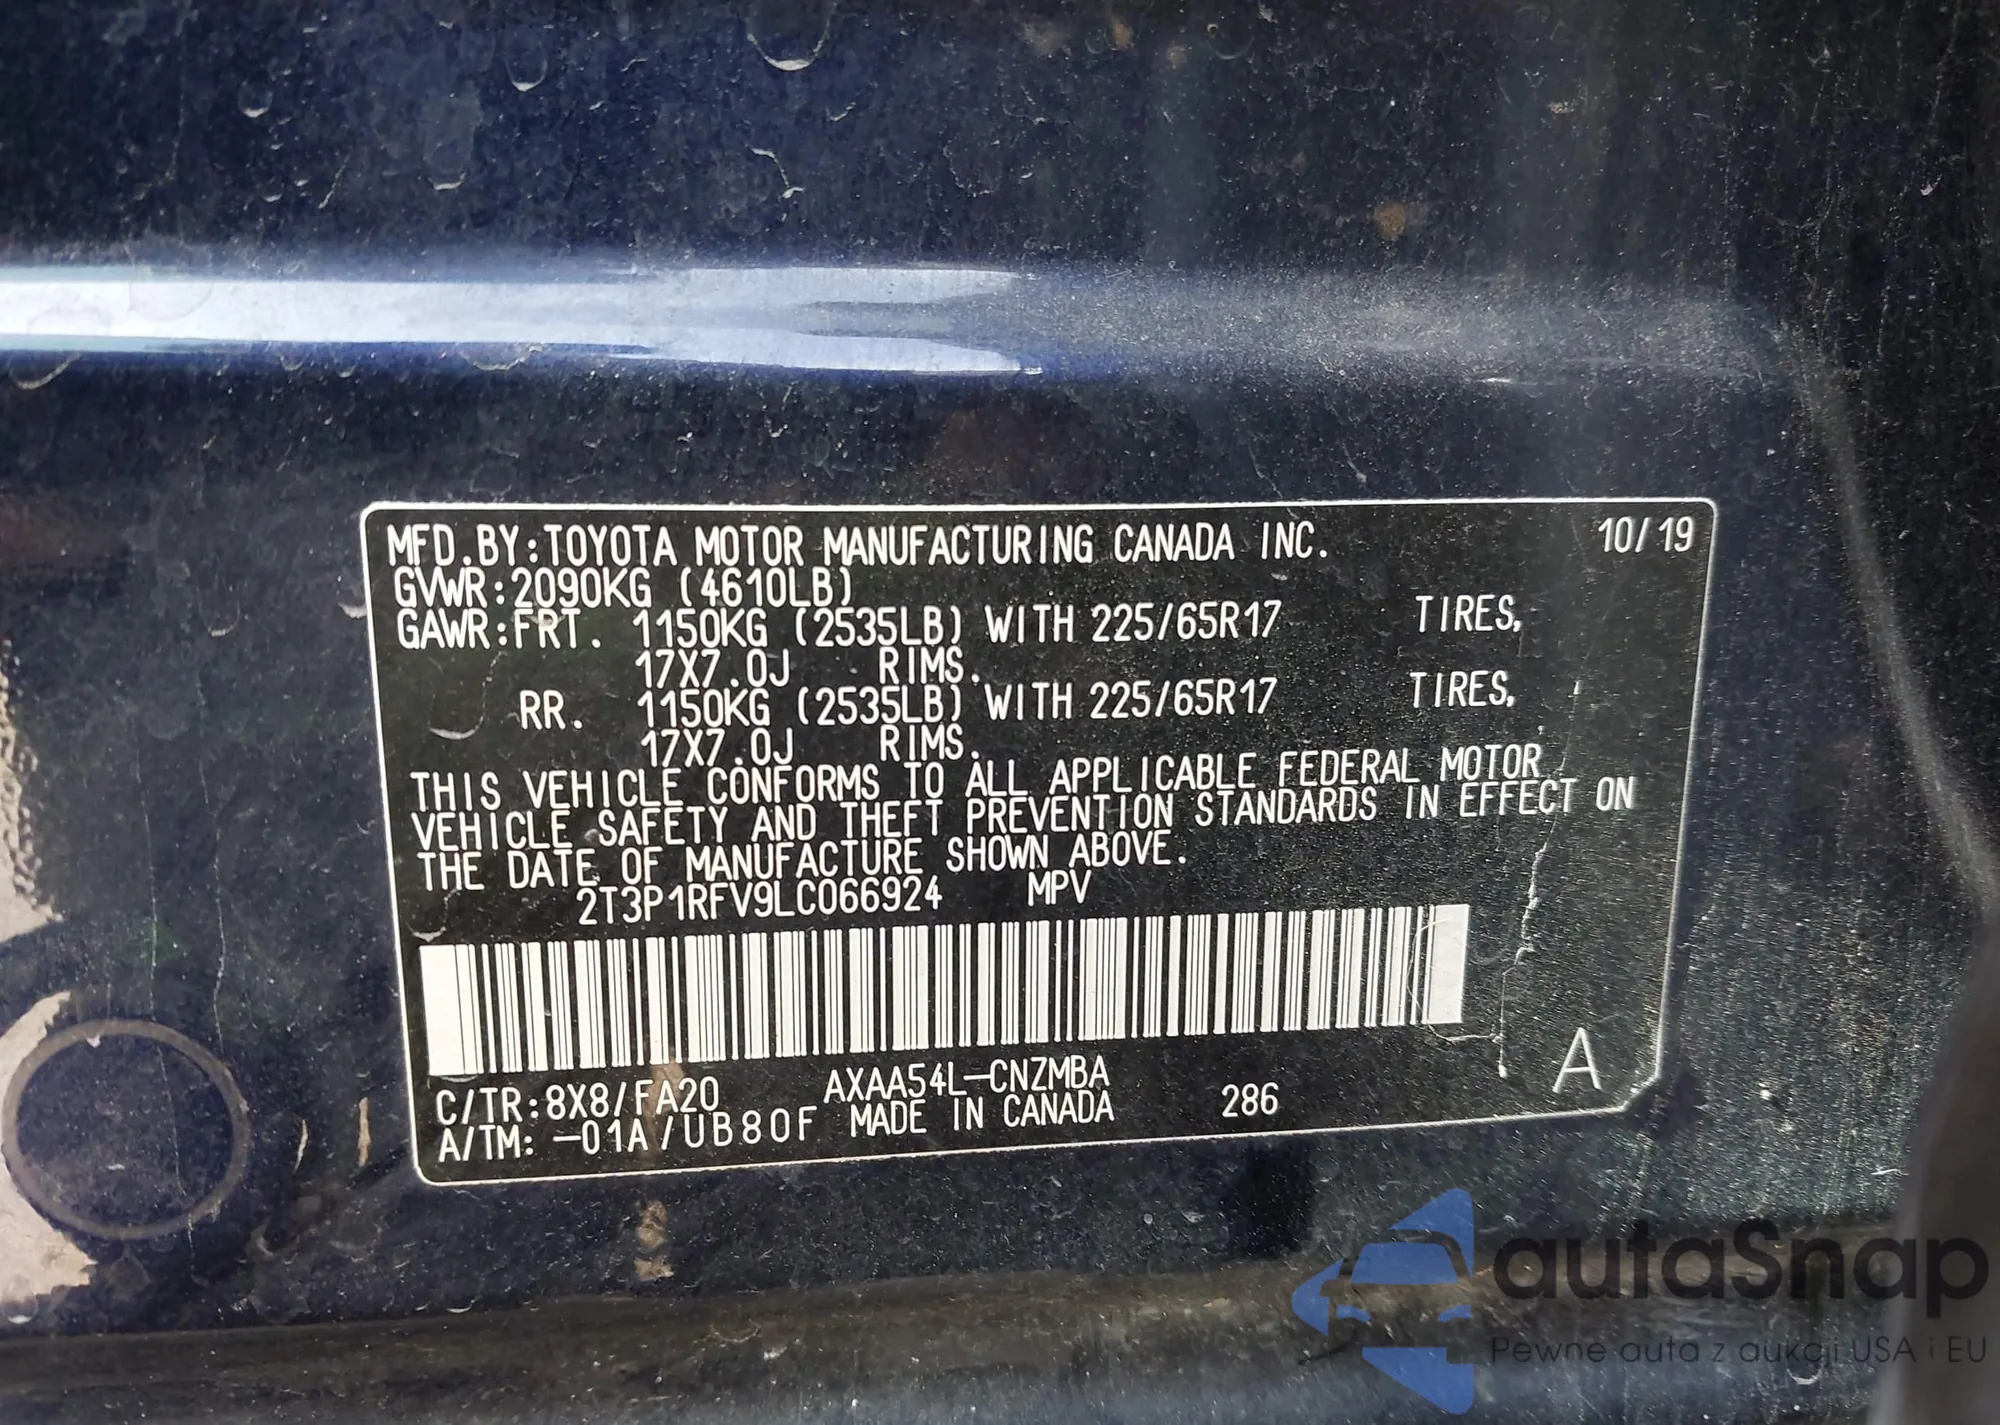 MFD.BY:TOYOTA MOTOR MANUFACTURING CANADA INC. 10/19
GVWR:2090KG (4610LB)
GAWR:FRT. 1150KG (2535LB) WITH 225/65R17 TIRES,
17X7.0J RIMS.
RR. 1150KG (2535LB) WITH 225/65R17 TIRES,
17X7.0J RIMS.
THIS VEHICLE CONFORMS TO ALL APPLICABLE FEDERAL MOTOR
VEHICLE SAFETY AND THEFT PREVENTION STANDARDS IN EFFECT ON
THE DATE OF MANUFACTURE SHOWN ABOVE.
2T3P1RFV9LC066924 MPV
C/TR:8X8/FA20 AXAA54L-CNZMBA
A/TM: -01A/UB80F MADE IN CANADA 286 A
autaSnap
Pewne auta z aukcji USA i EU